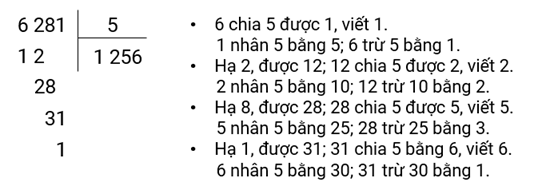 6 281 5
1 2 1 256
28
31
1
• 6 chia 5 được 1, viết 1.
1 nhân 5 bằng 5; 6 trừ 5 bằng 1.
• Hạ 2, được 12; 12 chia 5 được 2, viết 2.
2 nhân 5 bằng 10; 12 trừ 10 bằng 2.
• Hạ 8, được 28; 28 chia 5 được 5, viết 5.
5 nhân 5 bằng 25; 28 trừ 25 bằng 3.
• Hạ 1, được 31; 31 chia 5 bằng 6, viết 6.
6 nhân 5 bằng 30; 31 trừ 30 bằng 1.